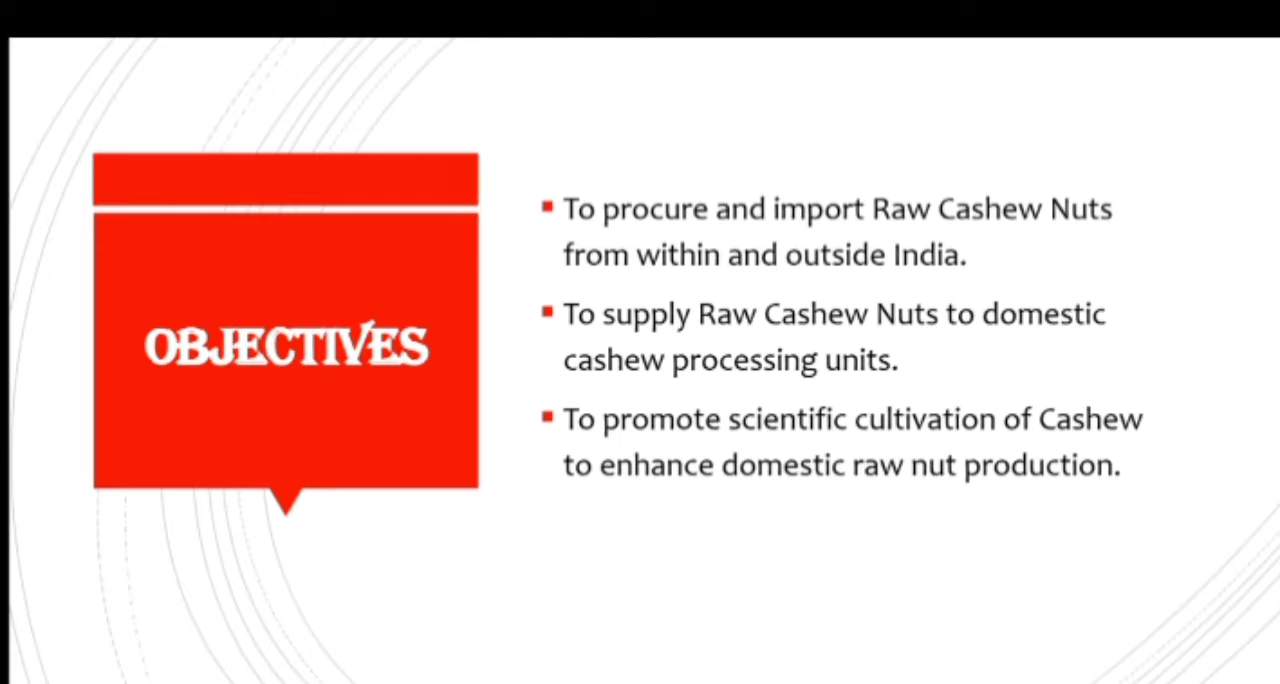 OBJECTIVES
▪ To procure and import Raw Cashew Nuts
from within and outside India.
▪ To supply Raw Cashew Nuts to domestic
cashew processing units.
▪ To promote scientific cultivation of Cashew
to enhance domestic raw nut production.